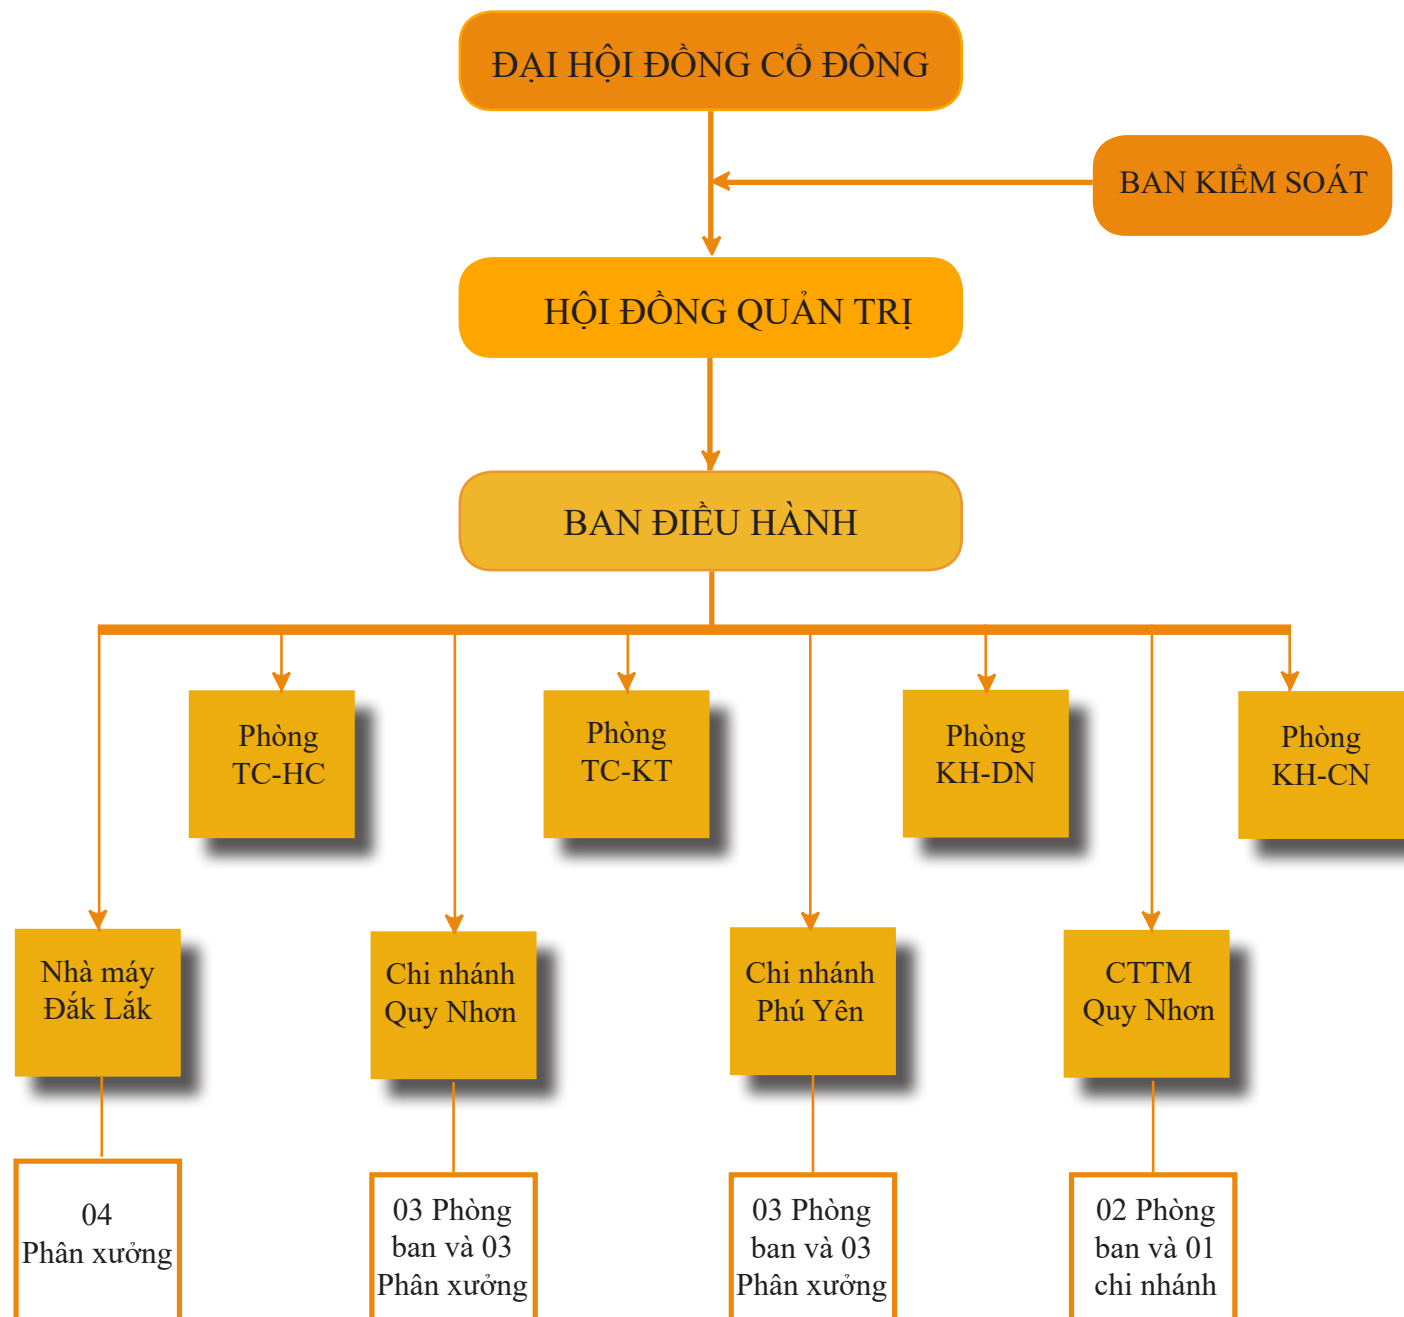 ĐẠI HỘI ĐỒNG CỔ ĐÔNG
BAN KIỂM SOÁT
HỘI ĐỒNG QUẢN TRỊ
BAN ĐIỀU HÀNH
Phòng
TC-HC
Phòng
TC-KT
Phòng
KH-DN
Phòng
KH-CN
Nhà máy
Đắk Lắk
Chi nhánh
Quy Nhơn
Chi nhánh
Phú Yên
CTTM
Quy Nhơn
04
Phân xưởng
03 Phòng
ban và 03
Phân xưởng
03 Phòng
ban và 03
Phân xưởng
02 Phòng
ban và 01
chi nhánh